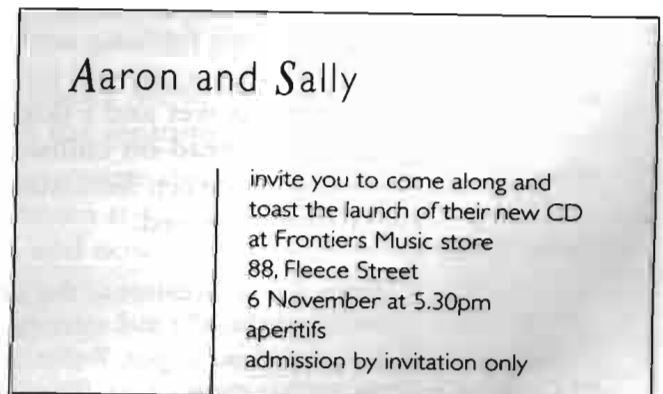 Aaron and Sally
invite you to come along and
toast the launch of their new CD
at Frontiers Music store
88, Fleece Street
6 November at 5.30pm
aperitifs
admission by invitation only